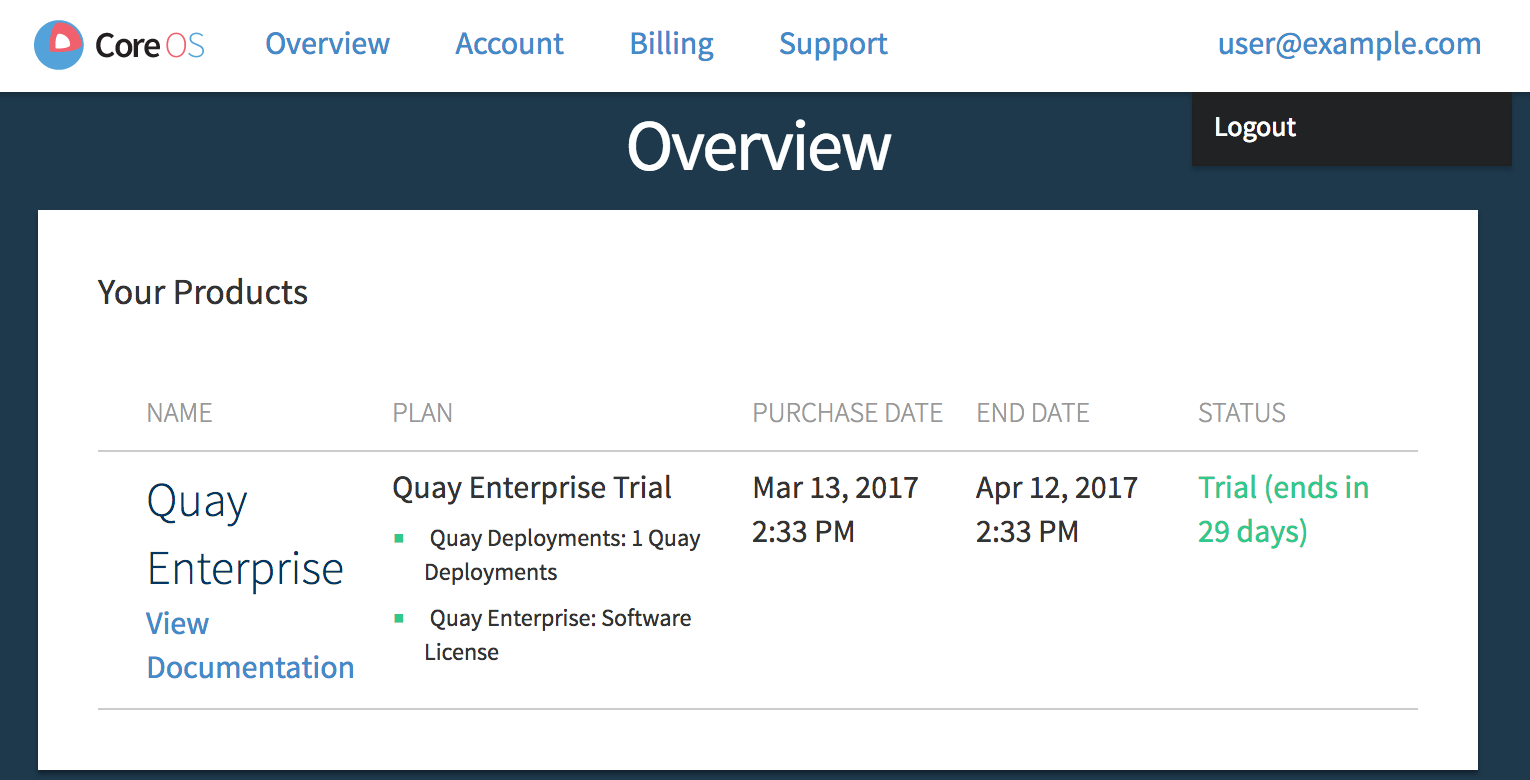 Core OS Overview Account Billing Support user@example.com
Logout
Overview
Your Products
NAME PLAN PURCHASE DATE END DATE STATUS
Quay Enterprise Trial Mar 13, 2017 Apr 12, 2017 Trial (ends in
Quay
2:33 PM 2:33 PM 29 days)
Quay Deployments: 1 Quay
Deployments
Enterprise
Quay Enterprise: Software
View
License
Documentation